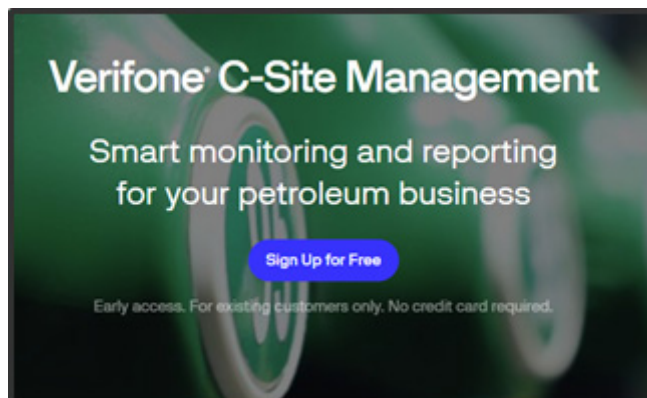 Verifone® C-Site Management
Smart monitoring and reporting
for your petroleum business
Sign Up for Free
Early access. For existing customers only. No credit card required.